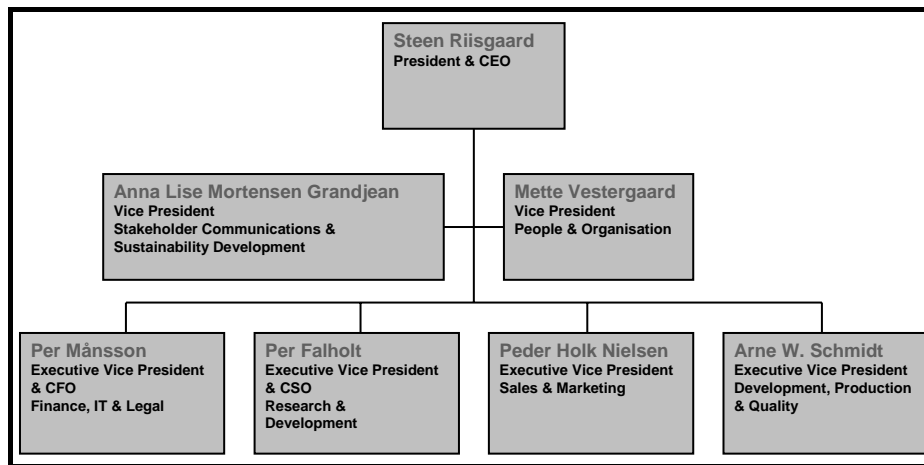 Steen Riisgaard
President & CEO
Anna Lise Mortensen Grandjean
Vice President
Stakeholder Communications &
Sustainability Development
Mette Vestergaard
Vice President
People & Organisation
Per Månsson
Executive Vice President
& CFO
Finance, IT & Legal
Per Falholt
Executive Vice President
& CSO
Research &
Development
Peder Holk Nielsen
Executive Vice President
Sales & Marketing
Arne W. Schmidt
Executive Vice President
Development, Production
& Quality